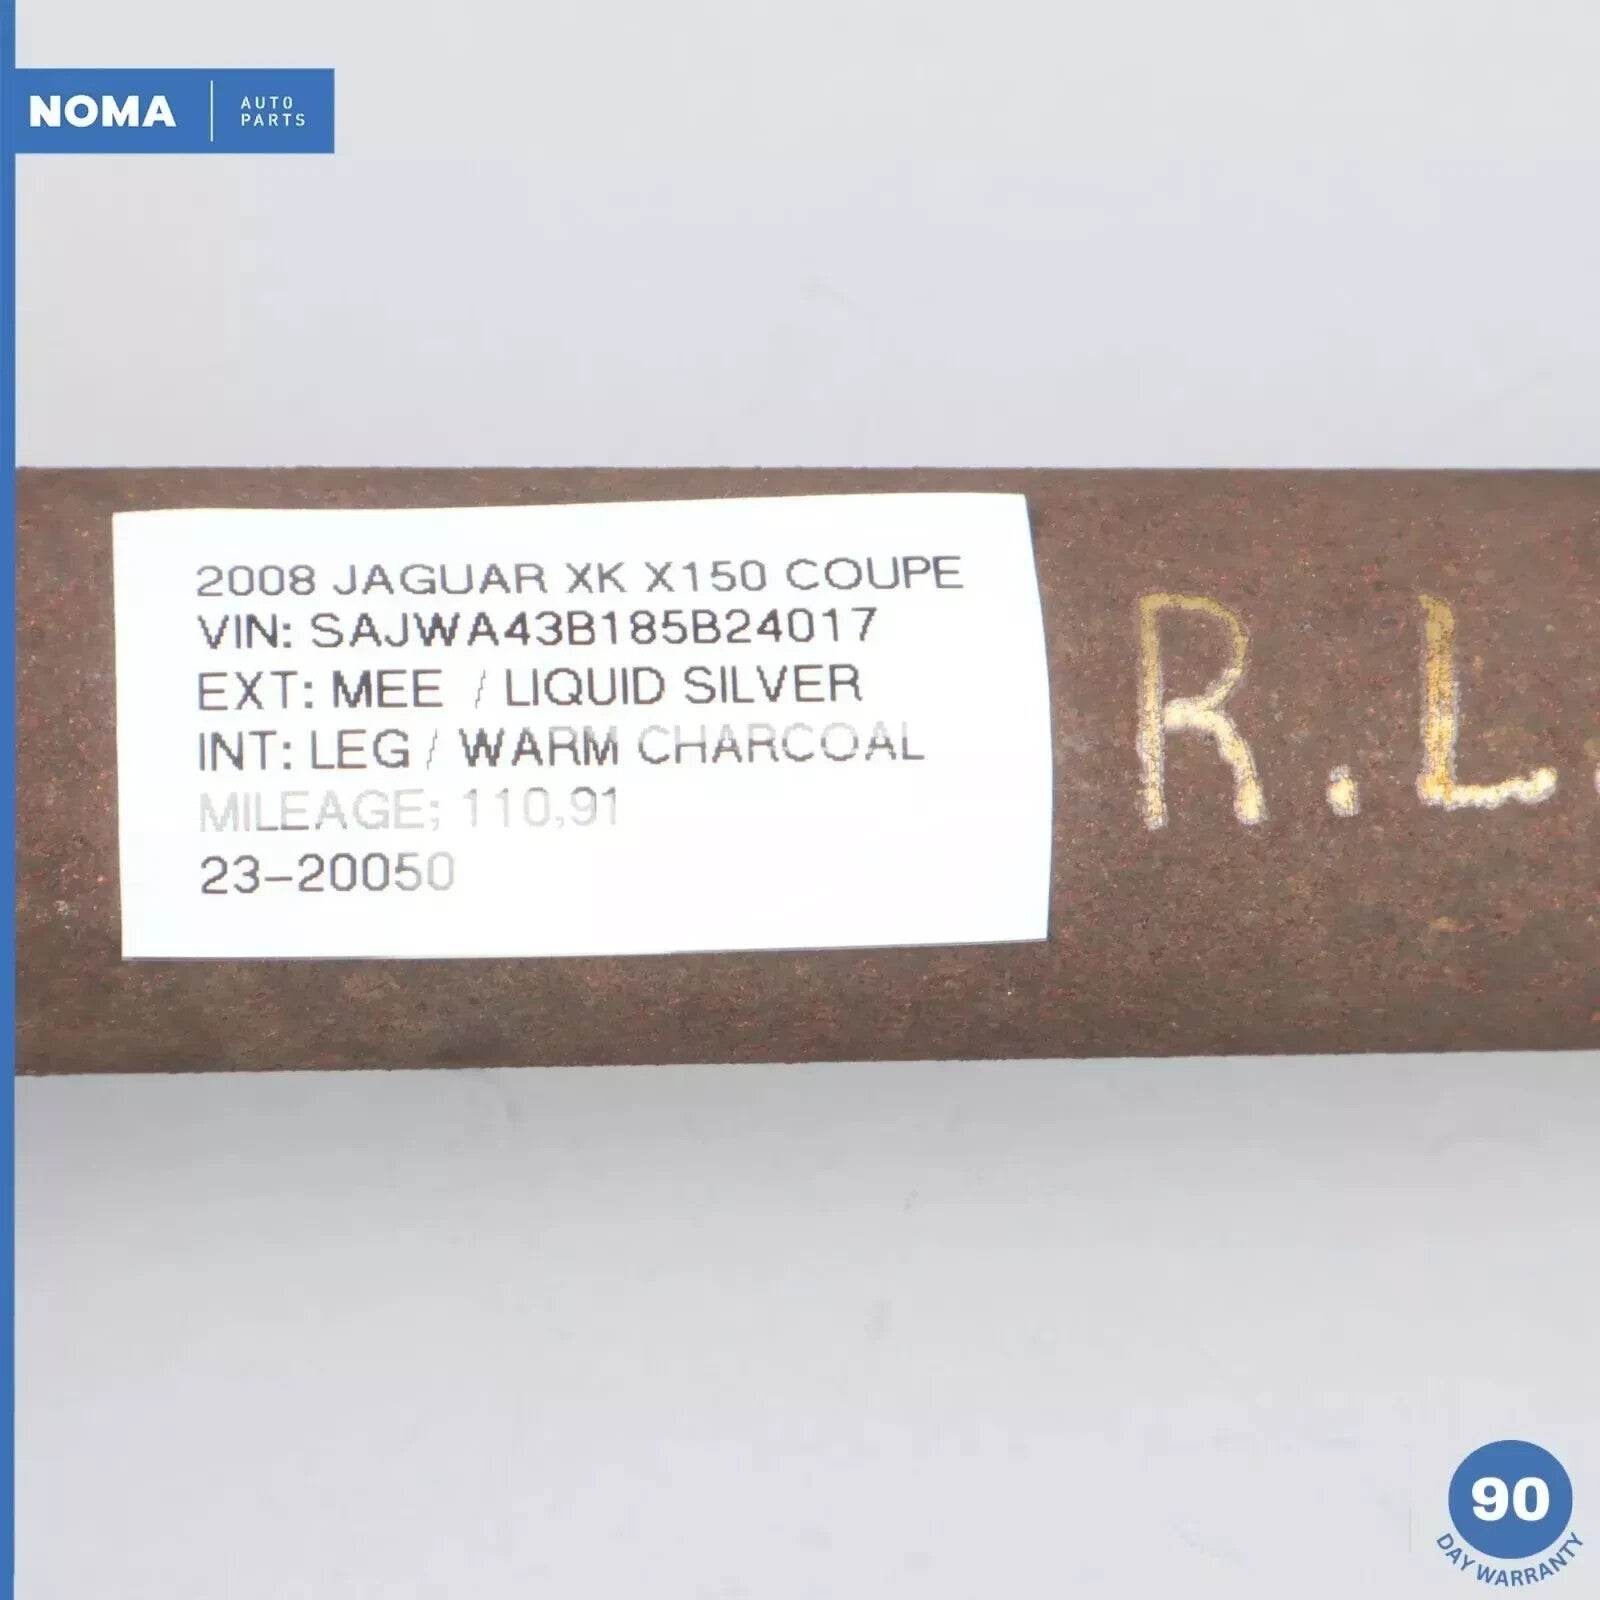 NOMA
AUTO
PARTS
2008 JAGUAR XK X150 COUPE
VIN: SAJWA43B185B24017
EXT: MEE / LIQUID SILVER
INT: LEG / WARM CHARCOAL
MILEAGE; 110,91
23-20050
R.L.
90
DAY WARRANTY